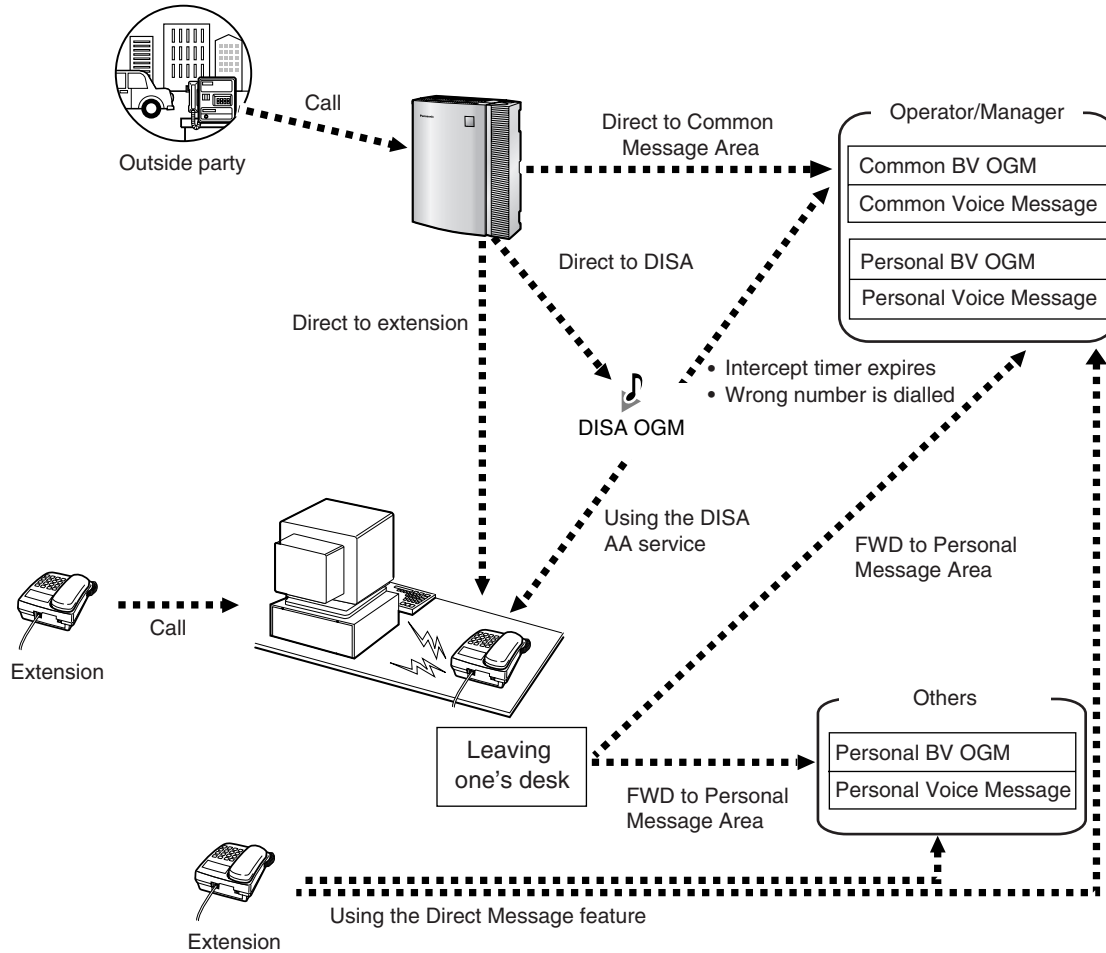 Call
Outside party
Direct to Common
Message Area
Operator/Manager
Common BV OGM
Common Voice Message
Personal BV OGM
Personal Voice Message
Direct to DISA
Direct to extension
• Intercept timer expires
• Wrong number is dialled
DISA OGM
Using the DISA
AA service
FWD to Personal
Message Area
Call
Extension
Leaving
one's desk
FWD to Personal
Message Area
Others
Personal BV OGM
Personal Voice Message
Using the Direct Message feature
Extension